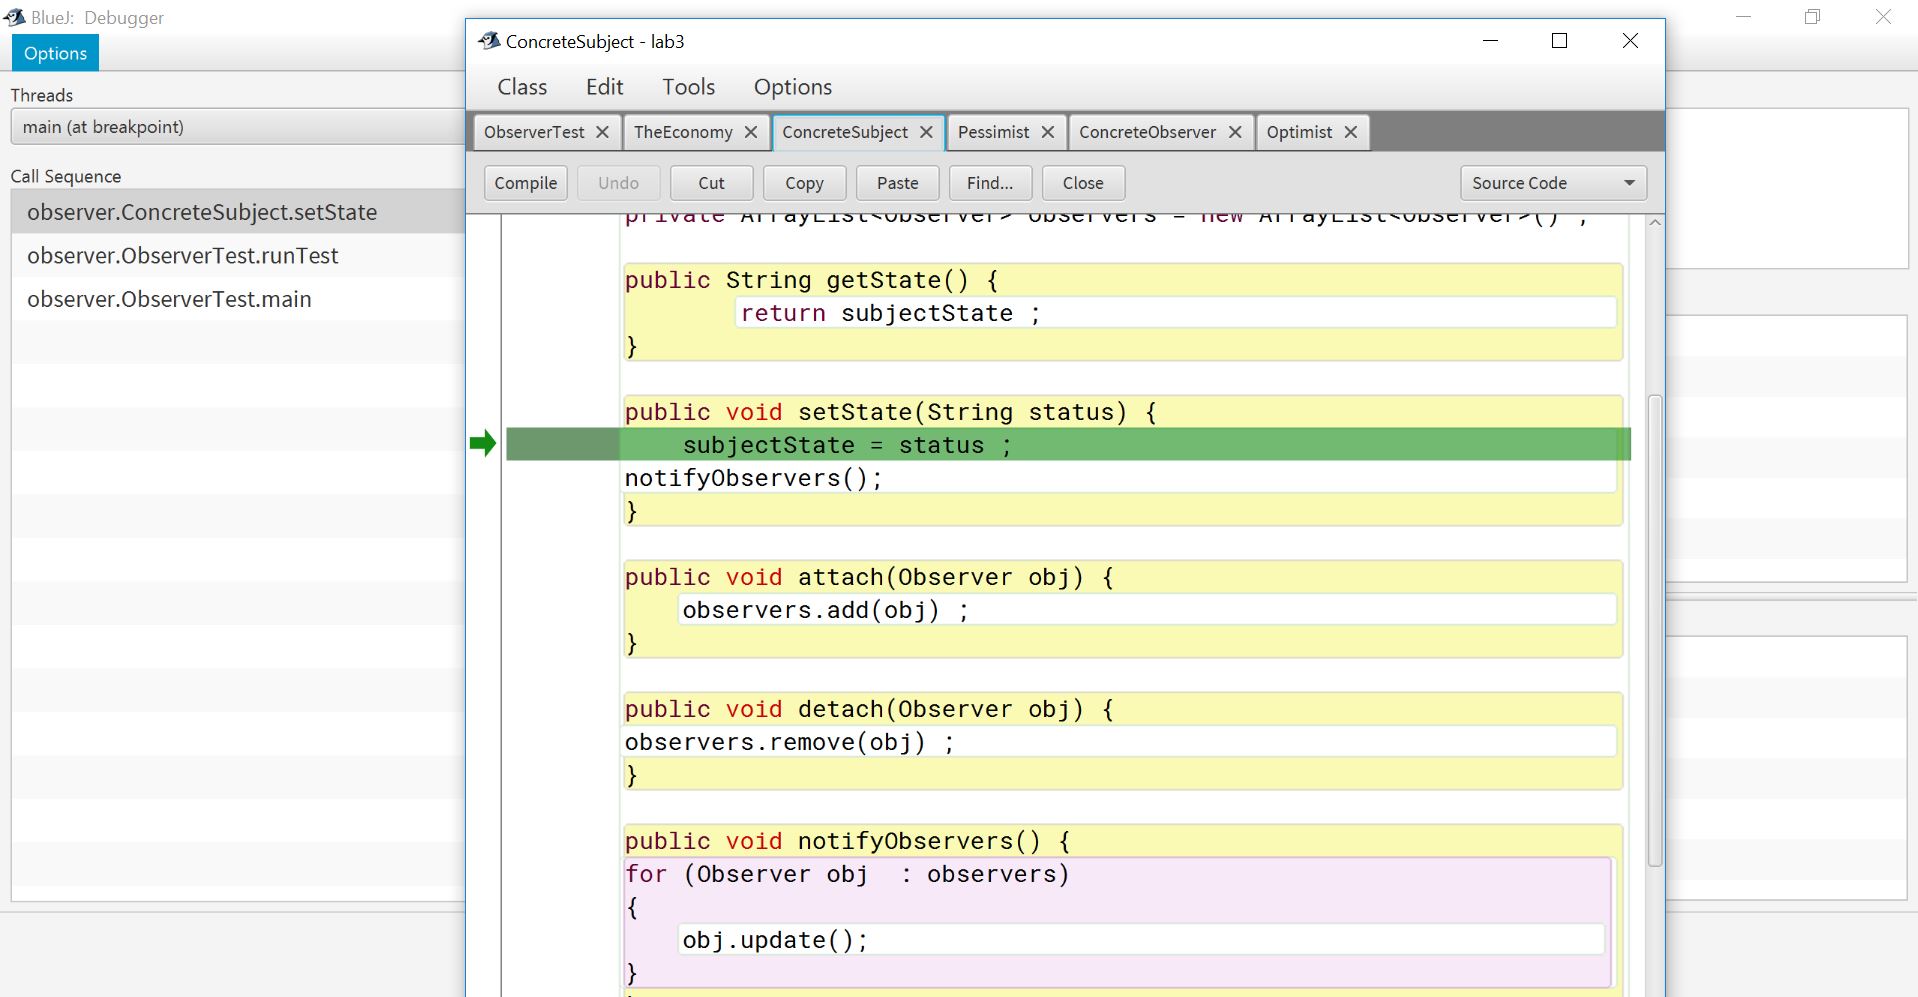 BlueJ: Debugger
Options
Threads
main (at breakpoint)
Call Sequence
observer.ConcreteSubject.setState
observer.ObserverTest.runTest
observer.ObserverTest.main
ConcreteSubject - lab3
Class Edit Tools Options
ObserverTest TheEconomy ConcreteSubject Pessimist ConcreteObserver Optimist
Compile Undo Cut Copy Paste Find... Close Source Code
private ArrayList<Observer> observers = new ArrayList<Observer>() ;
public String getState() {
return subjectState ;
}
public void setState(String status) {
subjectState = status ;
notifyObservers();
}
public void attach(Observer obj) {
observers.add(obj) ;
}
public void detach(Observer obj) {
observers.remove(obj) ;
}
public void notifyObservers() {
for (Observer obj  : observers)
{
obj.update();
}